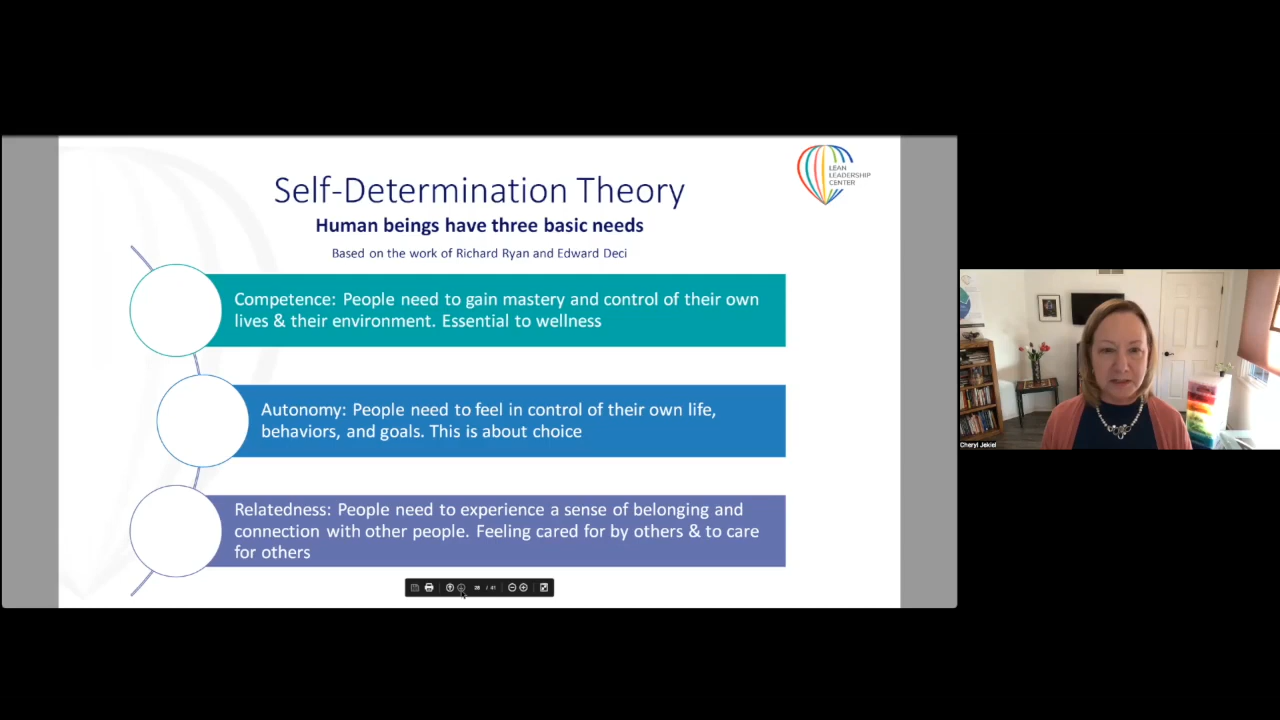 Self-Determination Theory
Human beings have three basic needs
Based on the work of Richard Ryan and Edward Deci
LEAN
LEADERSHIP
CENTER
Competence: People need to gain mastery and control of their own
lives & their environment. Essential to wellness
Autonomy: People need to feel in control of their own life,
behaviors, and goals. This is about choice
Relatedness: People need to experience a sense of belonging and
connection with other people. Feeling cared for by others & to care
for others
28 / 41
Cheryl Jekiel